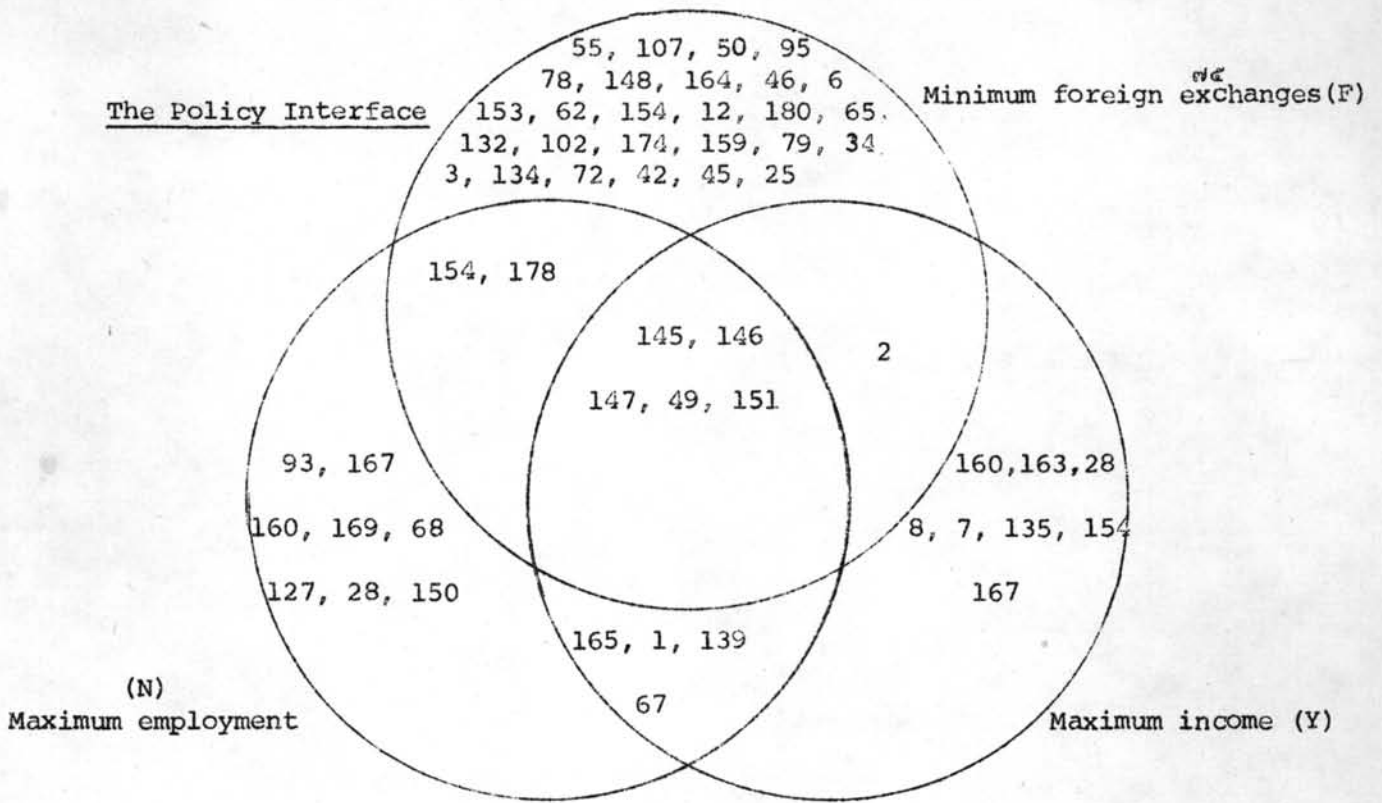 55, 107, 50, 95
78, 148, 164, 46, 6
๗๕
Minimum foreign exchanges(F)
The Policy Interface
153, 62, 154, 12, 180, 65.
132, 102, 174, 159, 79, 34
3, 134, 72, 42, 45, 25
154, 178
145, 146
2
147, 49, 151
93, 167
160,163,28
160, 169, 68
8, 7, 135, 154
127, 28, 150
167
165, 1, 139
67
(N)
Maximum employment
Maximum income (Y)